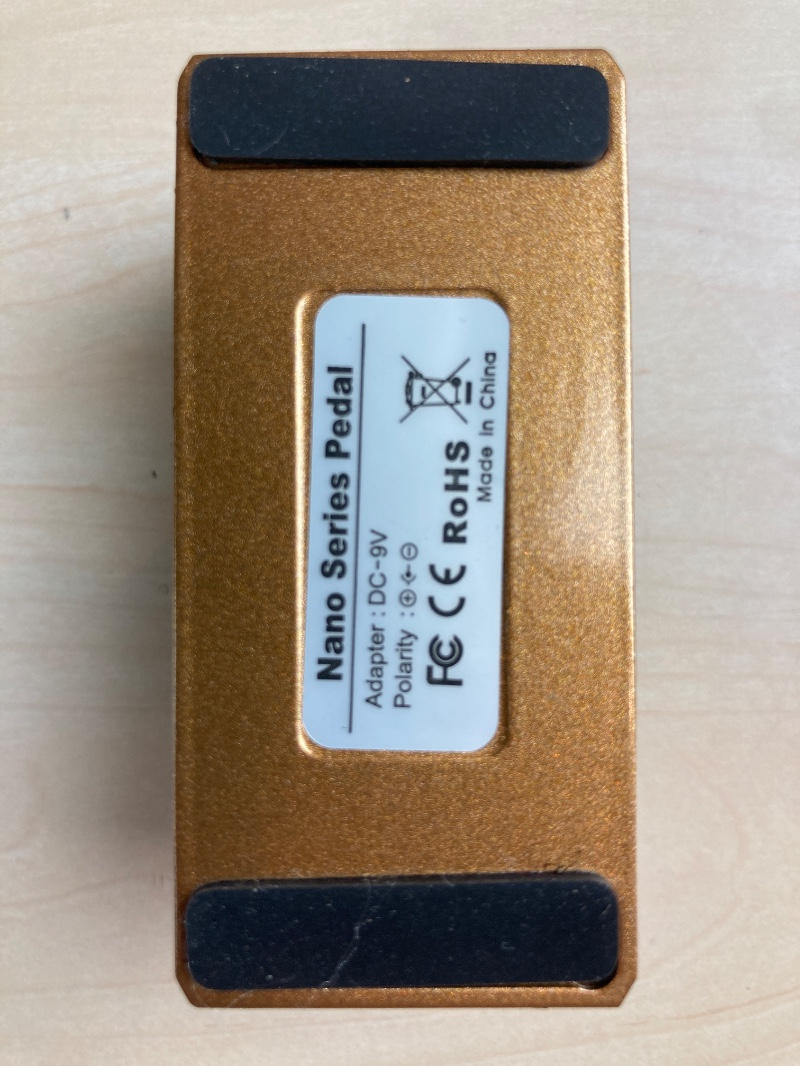 Nano Series Pedal
Adapter : DC-9V
Polarity : ⊕←⊖
FC CE RoHS
Made in China